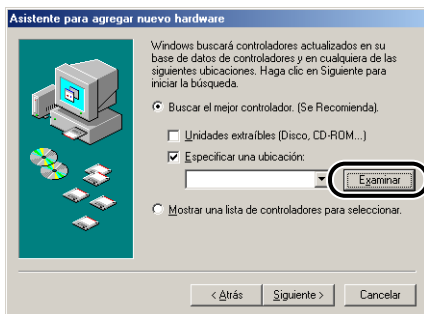 Asistente para agregar nuevo hardware
Windows buscará controladores actualizados en su
base de datos de controladores y en cualquiera de las
siguientes ubicaciones. Haga clic en Siguiente para
iniciar la búsqueda.
Buscar el mejor controlador. (Se Recomienda).
Unidades extraíbles (Disco, CD-ROM...)
Especificar una ubicación:
Examinar
Mostrar una lista de controladores para seleccionar.
< Atrás
Siguiente >
Cancelar